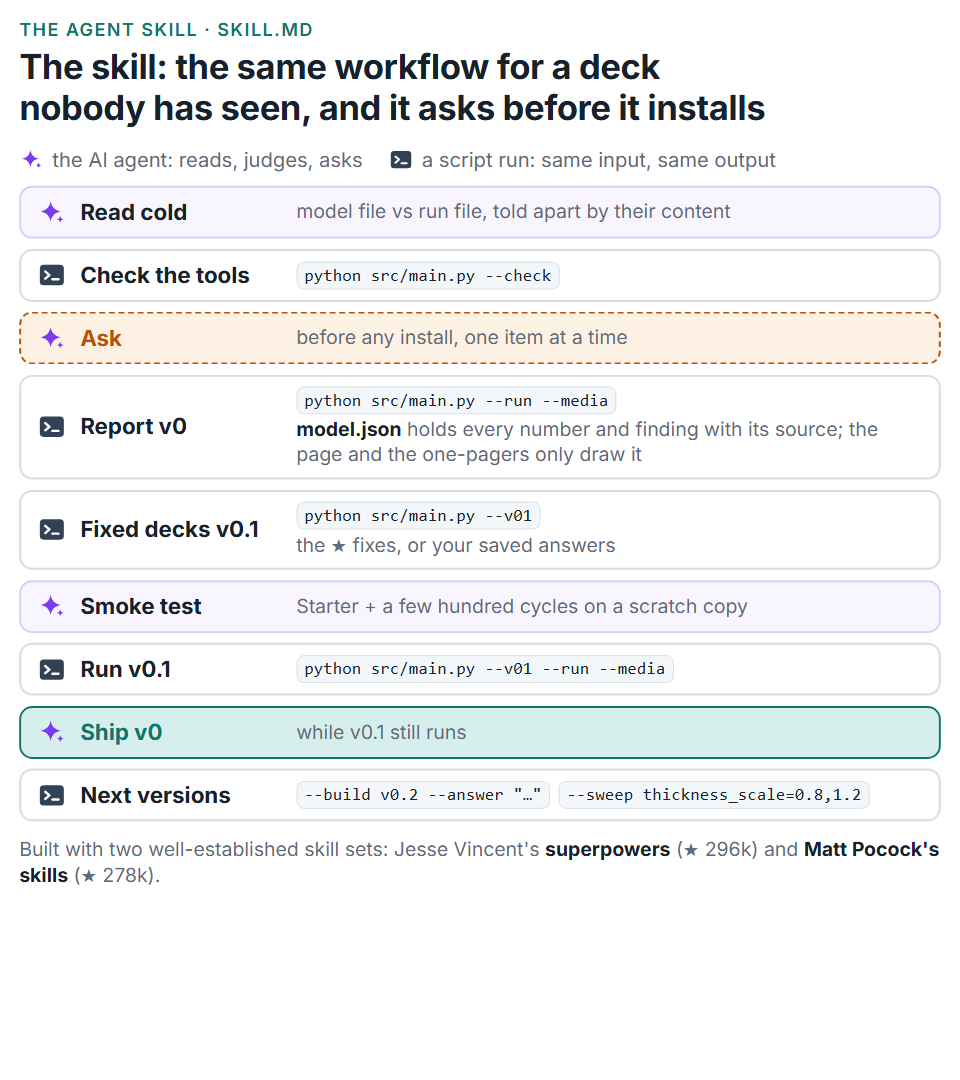 THE AGENT SKILL · SKILL.MD
The skill: the same workflow for a deck
nobody has seen, and it asks before it installs
the AI agent: reads, judges, asks
a script run: same input, same output
Read cold
model file vs run file, told apart by their content
Check the tools
python src/main.py --check
Ask
before any install, one item at a time
Report v0
python src/main.py --run --media
model.json holds every number and finding with its source; the
page and the one-pagers only draw it
Fixed decks v0.1
python src/main.py --v01
the ★ fixes, or your saved answers
Smoke test
Starter + a few hundred cycles on a scratch copy
Run v0.1
python src/main.py --v01 --run --media
Ship v0
while v0.1 still runs
Next versions
--build v0.2 --answer "…"
--sweep thickness_scale=0.8,1.2
Built with two well-established skill sets: Jesse Vincent's superpowers (★ 296k) and Matt Pocock's
skills (★ 278k).